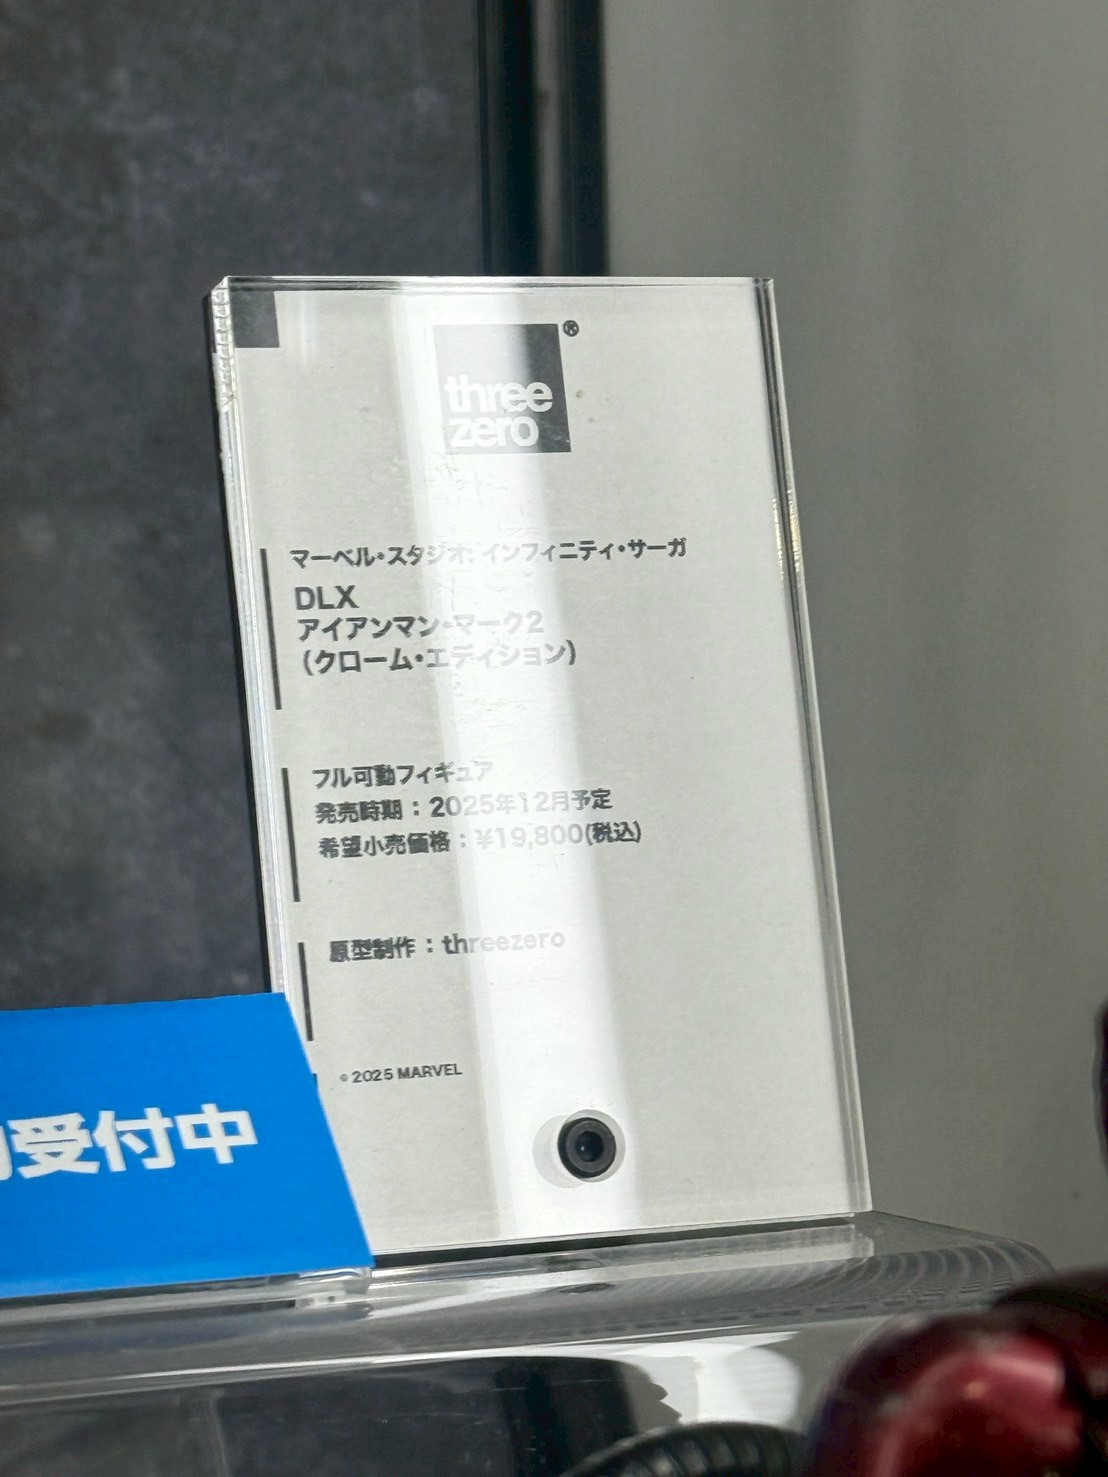 three
zero
®
マーベル・スタジオ: インフィニティ・サーガ
DLX
アイアンマン・マーク2
（クローム・エディション）
フル可動フィギュア
発売時期：2025年12月予定
希望小売価格：¥19,800(税込)
原型制作：threezero
© 2025 MARVEL
受付中